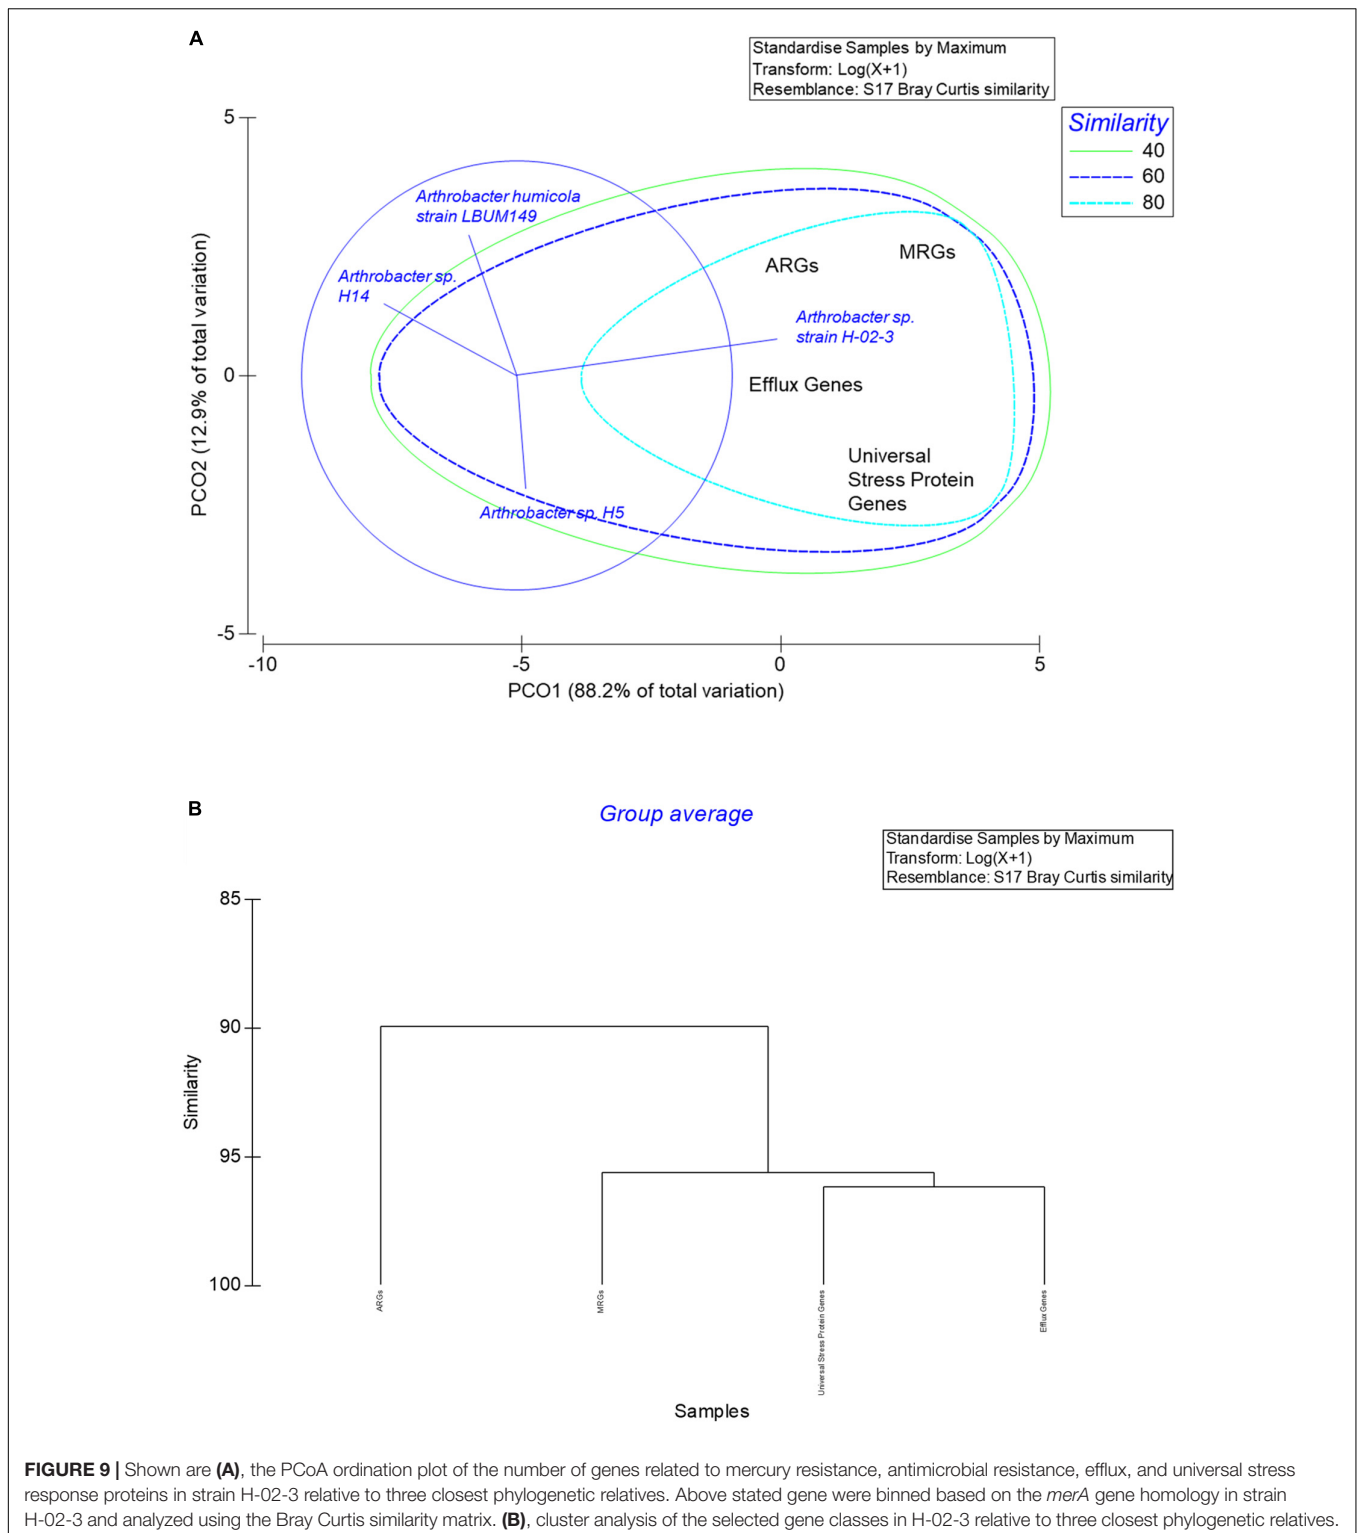 A
Standardise Samples by Maximum
Transform: Log(X+1)
Resemblance: S17 Bray Curtis similarity
Similarity
40
60
80
5
0
-5
PCO2 (12.9% of total variation)
Arthrobacter humicola
strain LBUM149
Arthrobacter sp.
H14
ARGs
MRGs
Arthrobacter sp.
strain H-02-3
Efflux Genes
Universal
Stress Protein
Genes
Arthrobacter sp. H5
-10
-5
0
5
PCO1 (88.2% of total variation)
B
Group average
Standardise Samples by Maximum
Transform: Log(X+1)
Resemblance: S17 Bray Curtis similarity
85
90
95
100
Similarity
ARGs
MRGs
Universal Stress Protein Genes
Efflux Genes
Samples
FIGURE 9 | Shown are (A), the PCoA ordination plot of the number of genes related to mercury resistance, antimicrobial resistance, efflux, and universal stress
response proteins in strain H-02-3 relative to three closest phylogenetic relatives. Above stated gene were binned based on the merA gene homology in strain
H-02-3 and analyzed using the Bray Curtis similarity matrix. (B), cluster analysis of the selected gene classes in H-02-3 relative to three closest phylogenetic relatives.